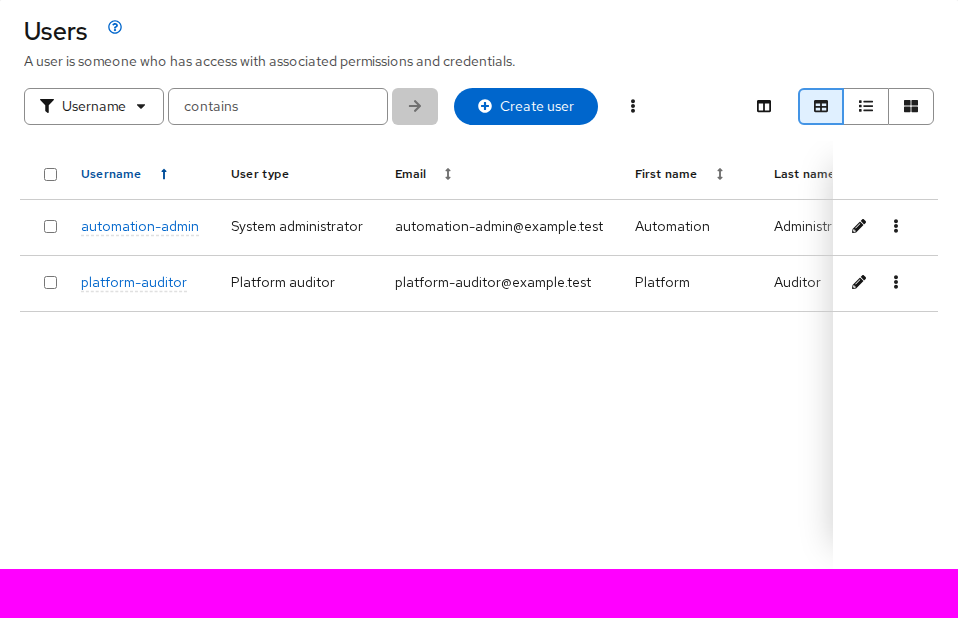 Users
A user is someone who has access with associated permissions and credentials.
Username contains Create user
Username User type Email First name Last name
automation-admin System administrator automation-admin@example.test Automation
platform-auditor Platform auditor platform-auditor@example.test Platform Auditor